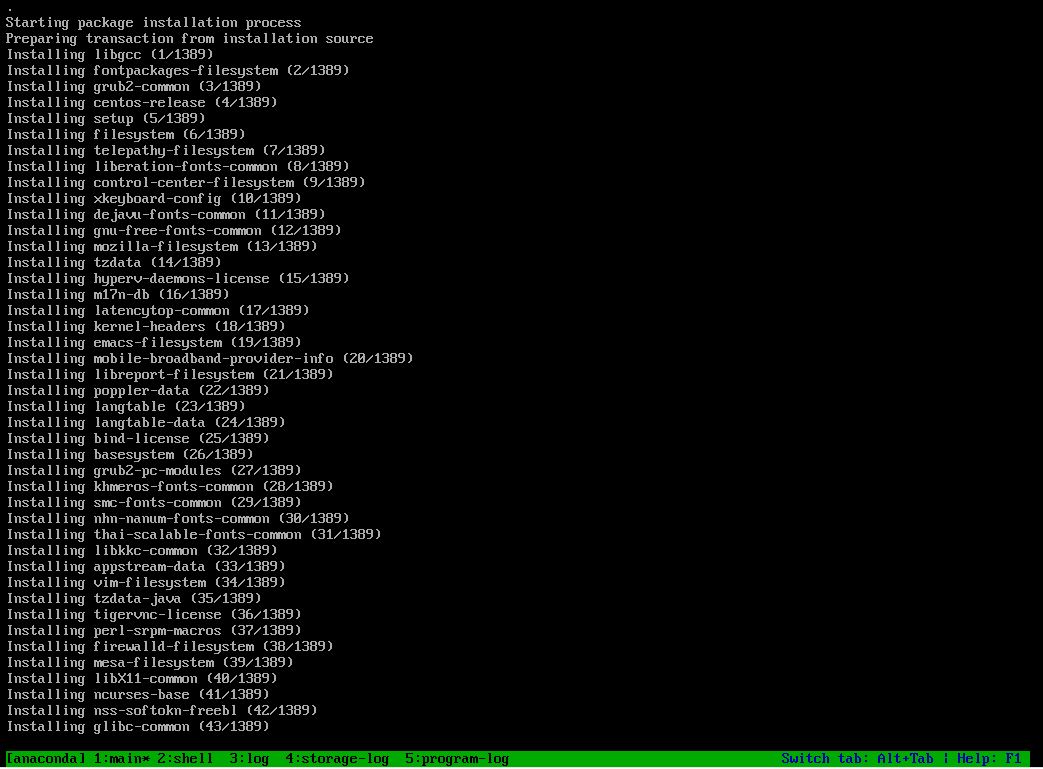 .
Starting package installation process
Preparing transaction from installation source
Installing libgcc (1/1389)
Installing fontpackages-filesystem (2/1389)
Installing grub2-common (3/1389)
Installing centos-release (4/1389)
Installing setup (5/1389)
Installing filesystem (6/1389)
Installing telepathy-filesystem (7/1389)
Installing liberation-fonts-common (8/1389)
Installing control-center-filesystem (9/1389)
Installing xkeyboard-config (10/1389)
Installing dejavu-fonts-common (11/1389)
Installing gnu-free-fonts-common (12/1389)
Installing mozilla-filesystem (13/1389)
Installing tzdata (14/1389)
Installing hyperv-daemons-license (15/1389)
Installing m17n-db (16/1389)
Installing latencytop-common (17/1389)
Installing kernel-headers (18/1389)
Installing emacs-filesystem (19/1389)
Installing mobile-broadband-provider-info (20/1389)
Installing libreport-filesystem (21/1389)
Installing poppler-data (22/1389)
Installing langtable (23/1389)
Installing langtable-data (24/1389)
Installing bind-license (25/1389)
Installing basesystem (26/1389)
Installing grub2-pc-modules (27/1389)
Installing khmeros-fonts-common (28/1389)
Installing smc-fonts-common (29/1389)
Installing nhn-nanum-fonts-common (30/1389)
Installing thai-scalable-fonts-common (31/1389)
Installing libkkc-common (32/1389)
Installing appstream-data (33/1389)
Installing vim-filesystem (34/1389)
Installing tzdata-java (35/1389)
Installing tigervnc-license (36/1389)
Installing perl-srpm-macros (37/1389)
Installing firewalld-filesystem (38/1389)
Installing mesa-filesystem (39/1389)
Installing libX11-common (40/1389)
Installing ncurses-base (41/1389)
Installing nss-softokn-freebl (42/1389)
Installing glibc-common (43/1389)
[anaconda] 1:main* 2:shell  3:log  4:storage-log  5:program-log Switch tab: Alt+Tab | Help: F1